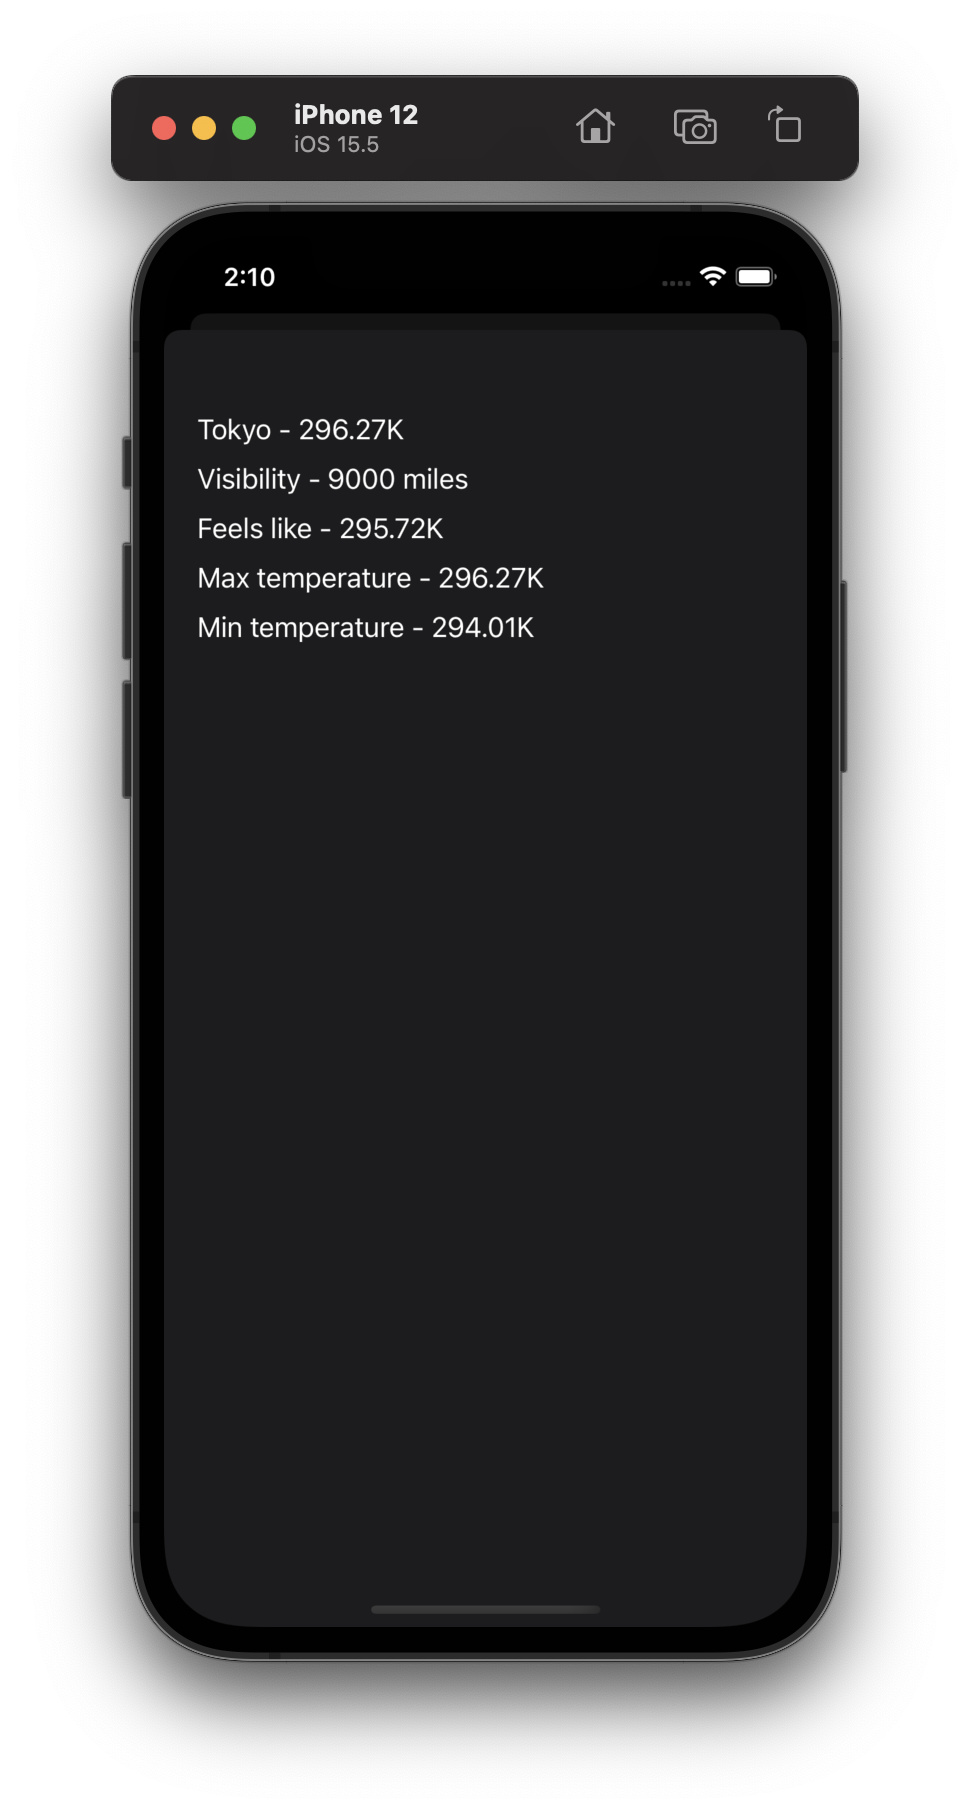 iPhone 12
iOS 15.5
2:10
Tokyo - 296.27K
Visibility - 9000 miles
Feels like - 295.72K
Max temperature - 296.27K
Min temperature - 294.01K